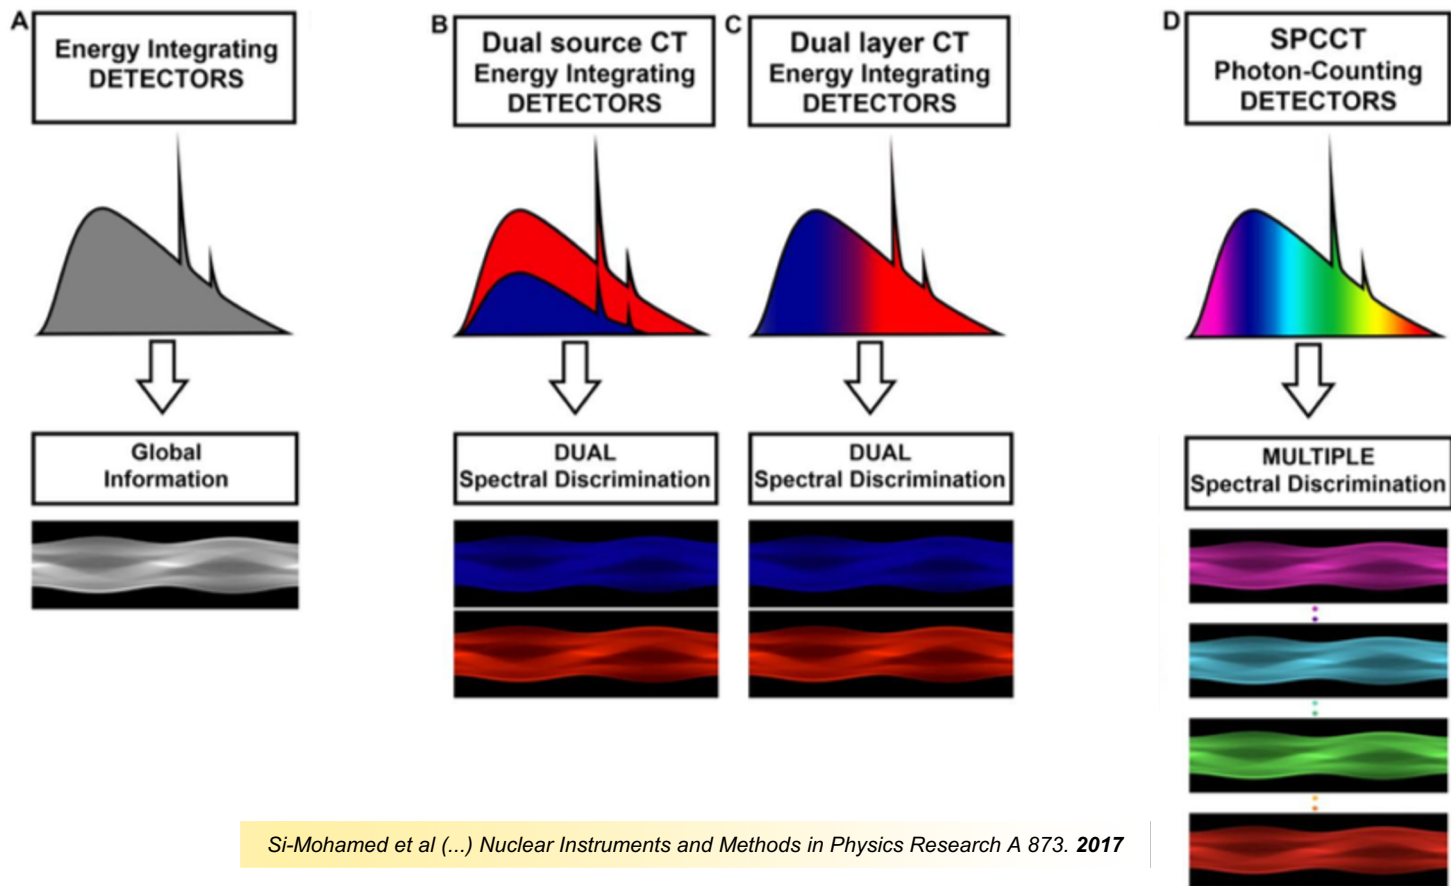 A
Energy Integrating
DETECTORS
B
Dual source CT
Energy Integrating
DETECTORS
C
Dual layer CT
Energy Integrating
DETECTORS
D
SPCCT
Photon-Counting
DETECTORS
Global
Information
DUAL
Spectral Discrimination
DUAL
Spectral Discrimination
MULTIPLE
Spectral Discrimination
Si-Mohamed et al (...) Nuclear Instruments and Methods in Physics Research A 873. 2017